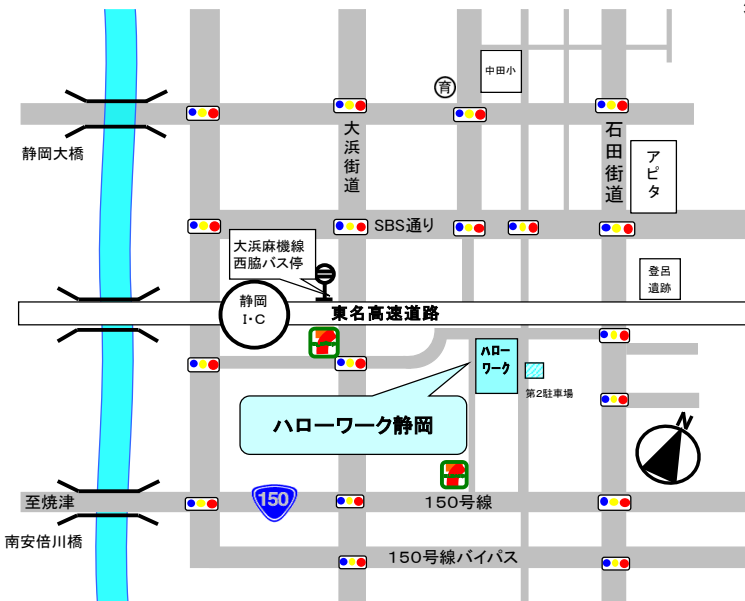 中田小
育
静岡大橋
大浜街道
石田街道
アピタ
SBS通り
大浜麻機線
西脇バス停
登呂
遺跡
静岡
I・C
東名高速道路
ハロー
ワーク
第2駐車場
ハローワーク静岡
N
至焼津
150
150号線
南安倍川橋
150号線バイパス